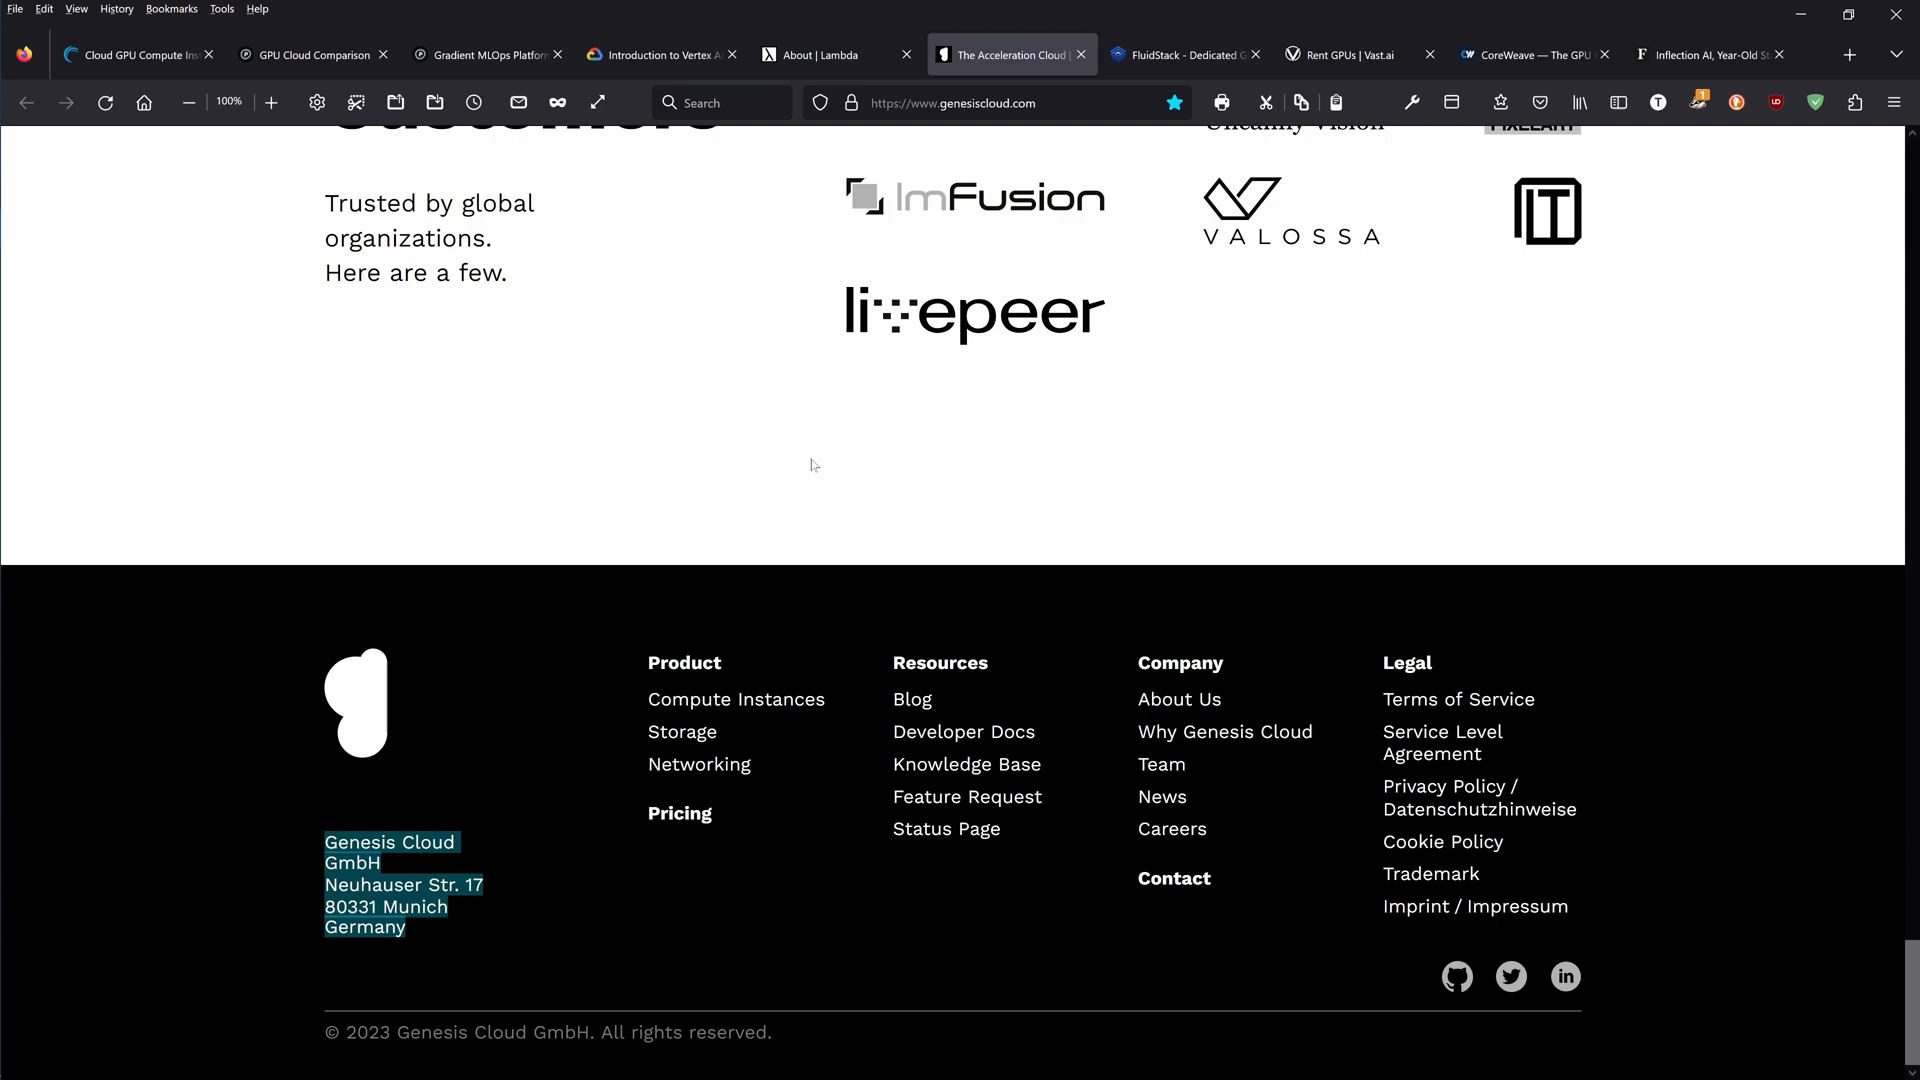 File Edit View History Bookmarks Tools Help
Cloud GPU Compute Ins
GPU Cloud Comparison
Gradient MLOps Platfor
Introduction to Vertex A
About | Lambda
The Acceleration Cloud |
FluidStack - Dedicated G
Rent GPUs | Vast.ai
CoreWeave — The GPU
Inflection AI, Year-Old S
100%
Search
https://www.genesiscloud.com
Trusted by global
organizations.
Here are a few.
ImFusion
VALOSSA
livepeer
Product
Compute Instances
Storage
Networking
Pricing
Resources
Blog
Developer Docs
Knowledge Base
Feature Request
Status Page
Company
About Us
Why Genesis Cloud
Team
News
Careers
Contact
Legal
Terms of Service
Service Level
Agreement
Privacy Policy /
Datenschutzhinweise
Cookie Policy
Trademark
Imprint / Impressum
Genesis Cloud
GmbH
Neuhauser Str. 17
80331 Munich
Germany
© 2023 Genesis Cloud GmbH. All rights reserved.